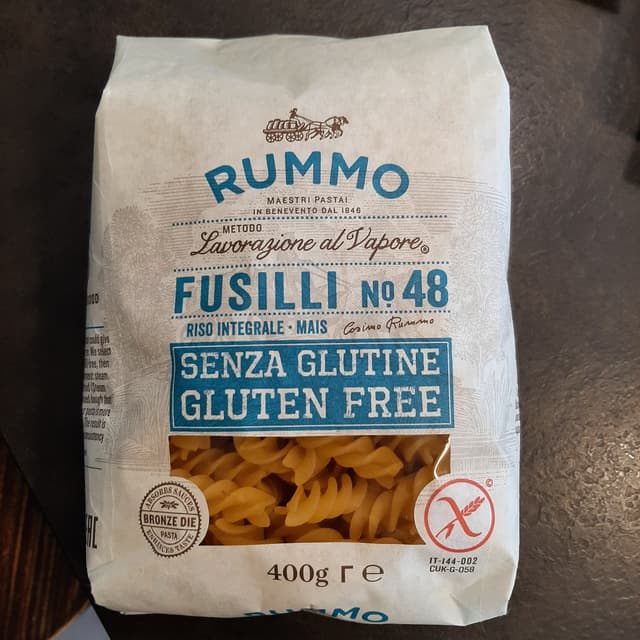 RUMMO
MAESTRI PASTAI
IN BENEVENTO DAL 1846
METODO
Lavorazione al Vapore®
FUSILLI No 48
RISO INTEGRALE • MAIS
Cosimo Rummo
SENZA GLUTINE
GLUTEN FREE
ABSORBS SAUCES
BRONZE DIE
PASTA
ENHANCES TASTE
©
IT-144-002
CUK-G-058
400g Г ℮
RUMMO